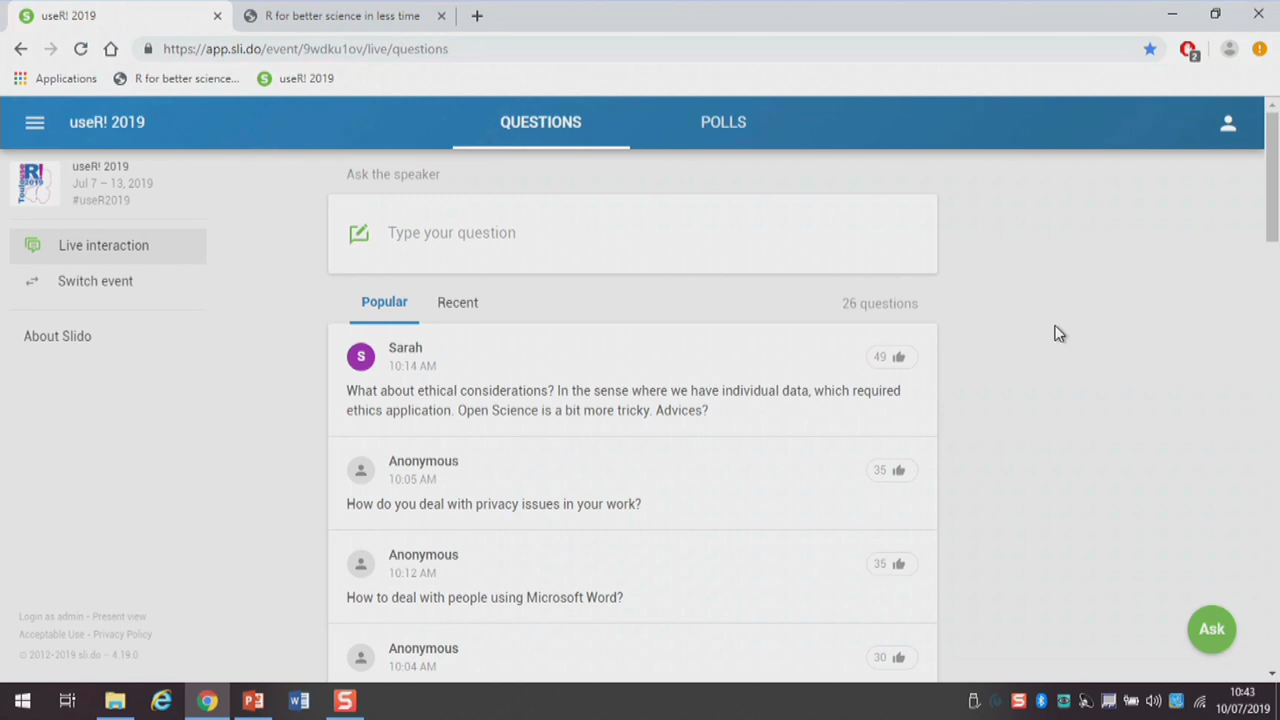 useR! 2019
R for better science in less time
https://app.sli.do/event/9wdku1ov/live/questions
2
Applications
R for better science...
useR! 2019
useR! 2019
QUESTIONS
POLLS
useR! 2019
Jul 7 – 13, 2019
#useR2019
Live interaction
Switch event
About Slido
Ask the speaker
Type your question
Popular
Recent
26 questions
S
Sarah
10:14 AM
49
What about ethical considerations? In the sense where we have individual data, which required
ethics application. Open Science is a bit more tricky. Advices?
Anonymous
10:05 AM
35
How do you deal with privacy issues in your work?
Anonymous
10:12 AM
35
How to deal with people using Microsoft Word?
Anonymous
10:04 AM
30
Login as admin - Present view
Acceptable Use - Privacy Policy
© 2012-2019 sli.do - 4.19.0
Ask
10:43
10/07/2019